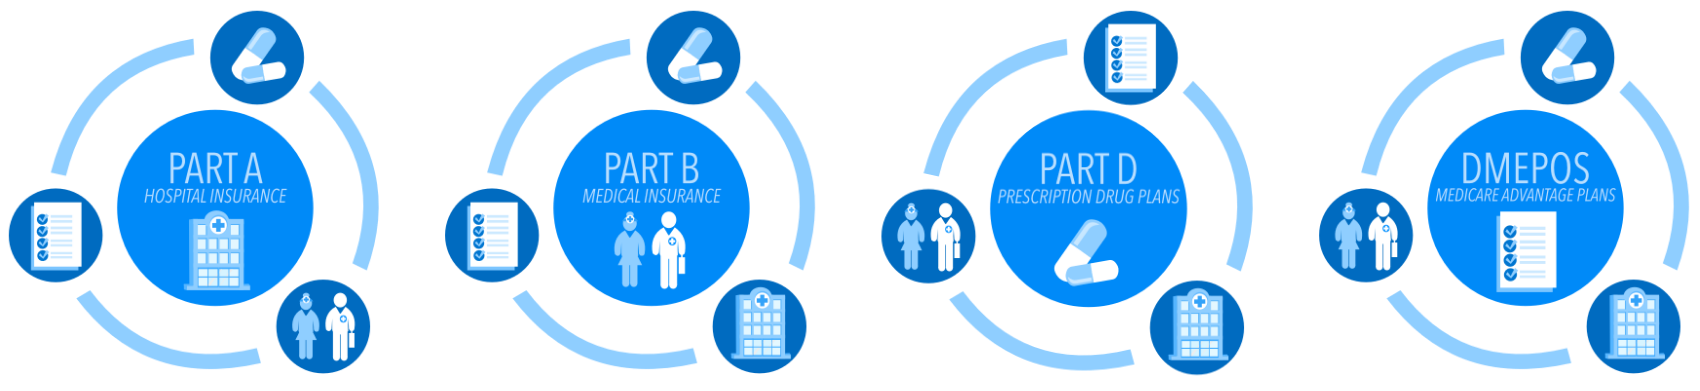 PART A
HOSPITAL INSURANCE
PART B
MEDICAL INSURANCE
PART D
PRESCRIPTION DRUG PLANS
DMEPOS
MEDICARE ADVANTAGE PLANS